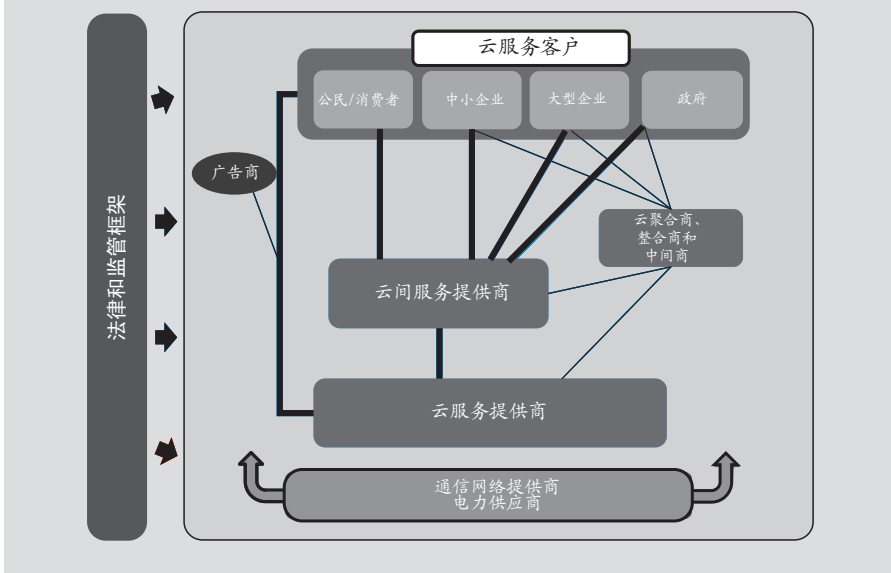 云服务客户
公民/消费者
中小企业
大型企业
政府
广告商
法律和监管框架
云聚合商、
整合商和
中间商
云间服务提供商
云服务提供商
通信网络提供商
电力供应商